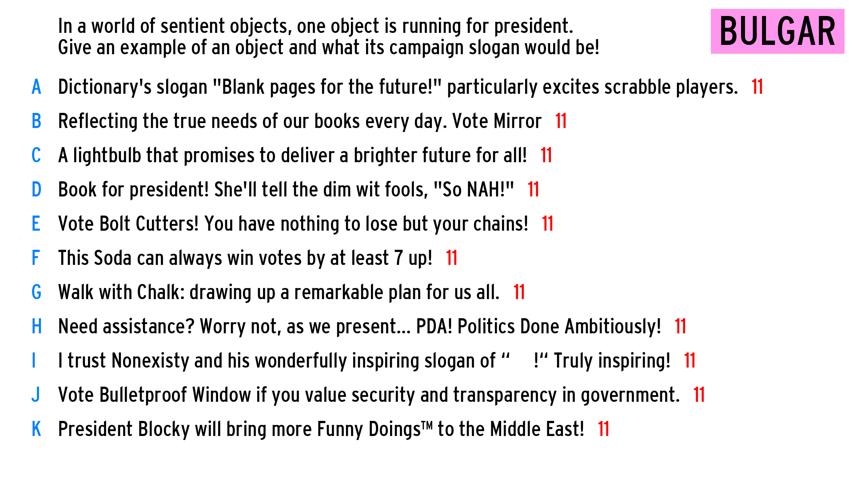 In a world of sentient objects, one object is running for president.
Give an example of an object and what its campaign slogan would be!
BULGAR
A Dictionary's slogan "Blank pages for the future!" particularly excites scrabble players. 11
B Reflecting the true needs of our books every day. Vote Mirror 11
C A lightbulb that promises to deliver a brighter future for all! 11
D Book for president! She'll tell the dim wit fools, "So NAH!" 11
E Vote Bolt Cutters! You have nothing to lose but your chains! 11
F This Soda can always win votes by at least 7 up! 11
G Walk with Chalk: drawing up a remarkable plan for us all. 11
H Need assistance? Worry not, as we present... PDA! Politics Done Ambitiously! 11
I I trust Nonexisty and his wonderfully inspiring slogan of “ !“ Truly inspiring! 11
J Vote Bulletproof Window if you value security and transparency in government. 11
K President Blocky will bring more Funny Doings™ to the Middle East! 11